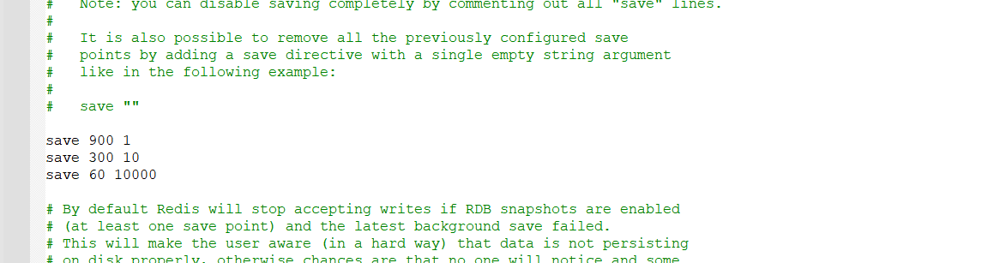 #   Note: you can disable saving completely by commenting out all "save" lines.
#
#   It is also possible to remove all the previously configured save
#   points by adding a save directive with a single empty string argument
#   like in the following example:
#
#   save ""
save 900 1
save 300 10
save 60 10000
# By default Redis will stop accepting writes if RDB snapshots are enabled
# (at least one save point) and the latest background save failed.
# This will make the user aware (in a hard way) that data is not persisting
# on disk properly, otherwise chances are that no one will notice and some